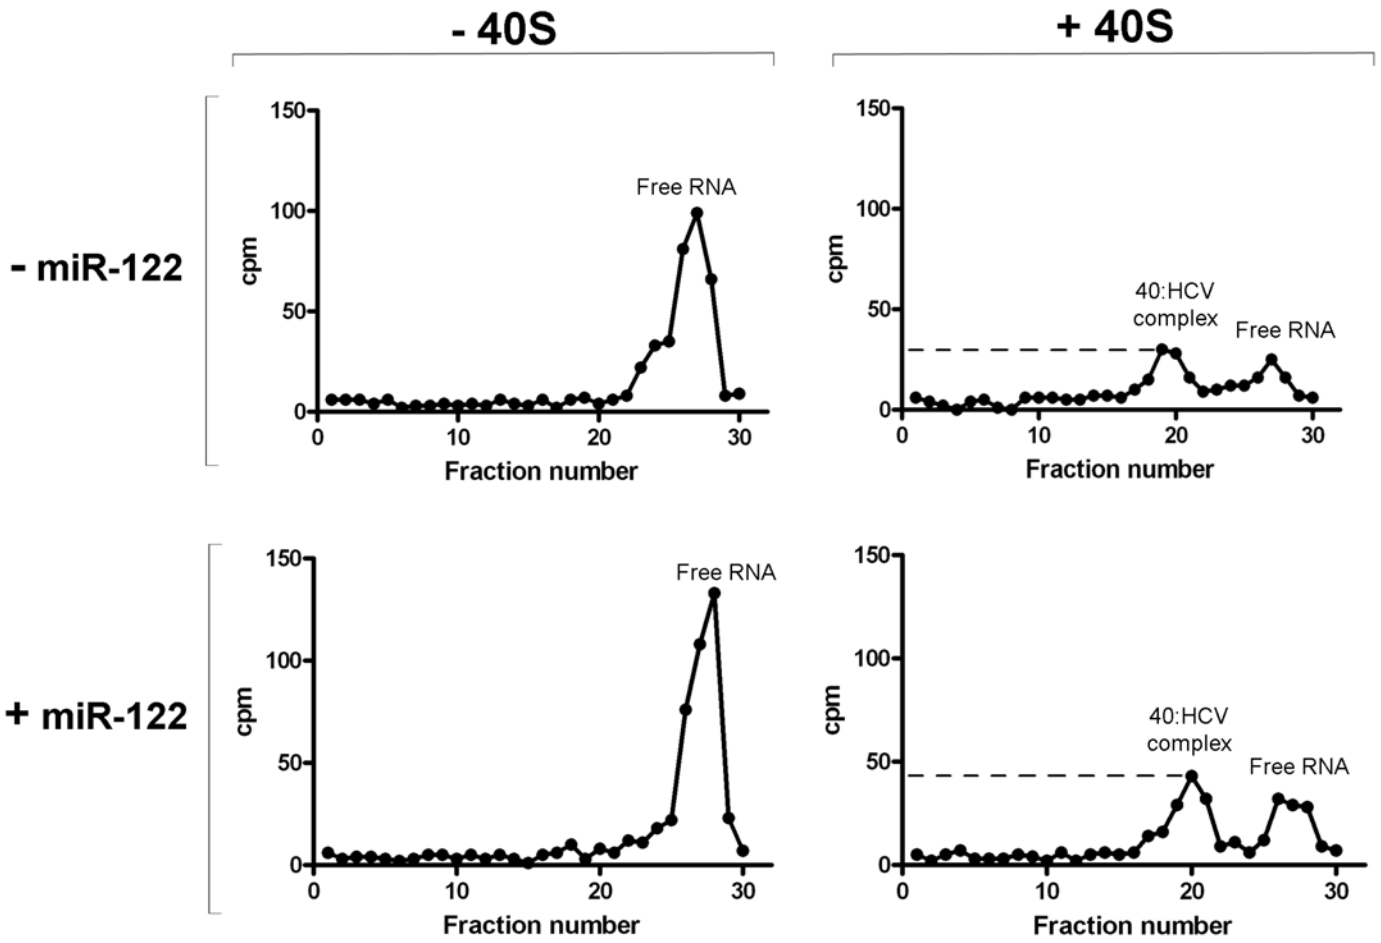 - 40S
+ 40S
- miR-122
150
100
50
0
cpm
Free RNA
0
10
20
30
Fraction number
150
100
50
0
cpm
40:HCV
complex
Free RNA
0
10
20
30
Fraction number
+ miR-122
150
100
50
0
cpm
Free RNA
0
10
20
30
Fraction number
150
100
50
0
cpm
40:HCV
complex
Free RNA
0
10
20
30
Fraction number